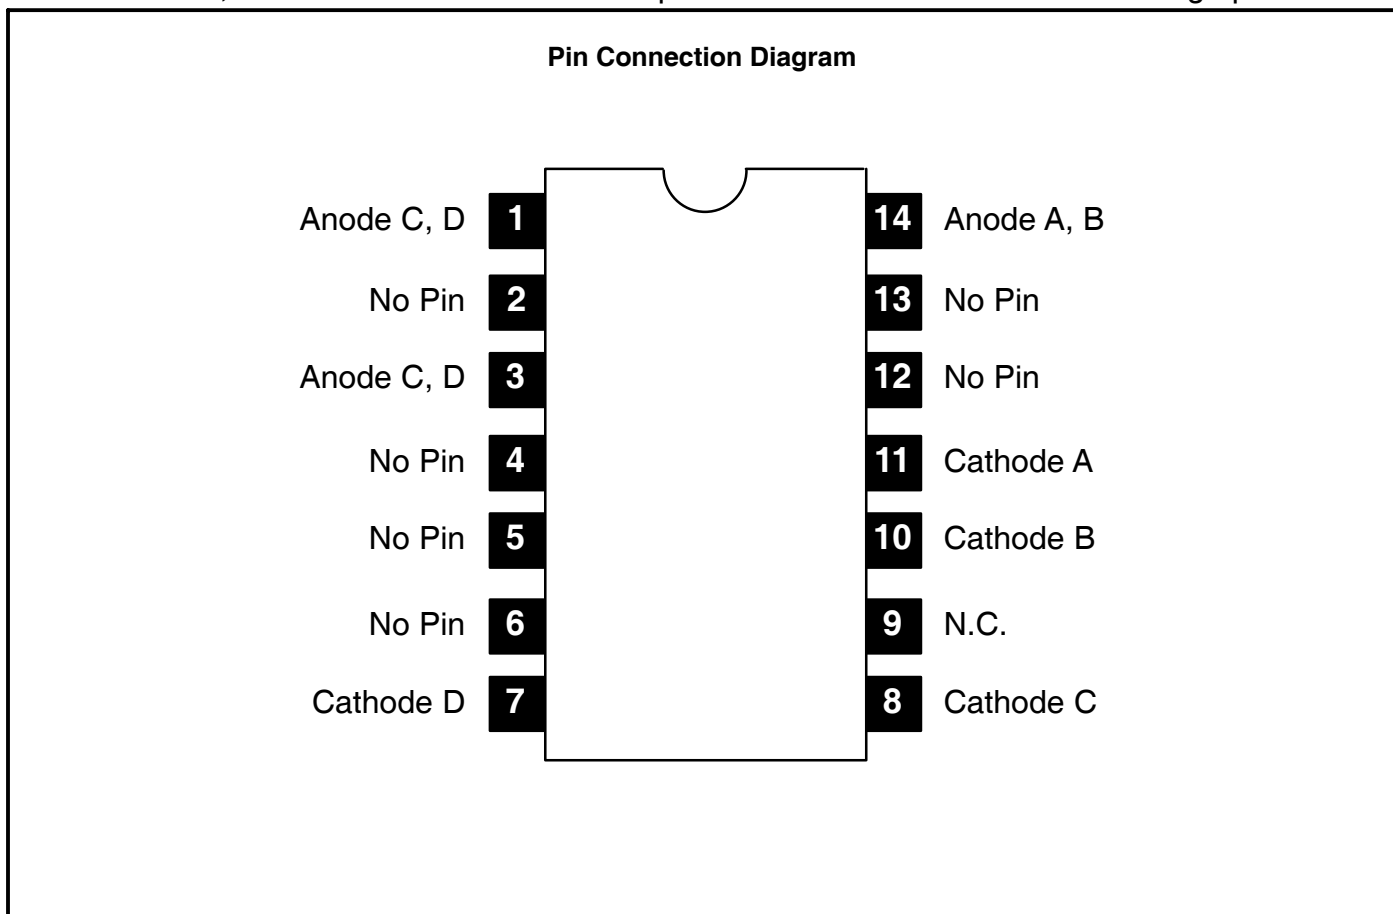 Pin Connection Diagram
Anode C, D 1 14 Anode A, B
No Pin 2 13 No Pin
Anode C, D 3 12 No Pin
No Pin 4 11 Cathode A
No Pin 5 10 Cathode B
No Pin 6 9 N.C.
Cathode D 7 8 Cathode C